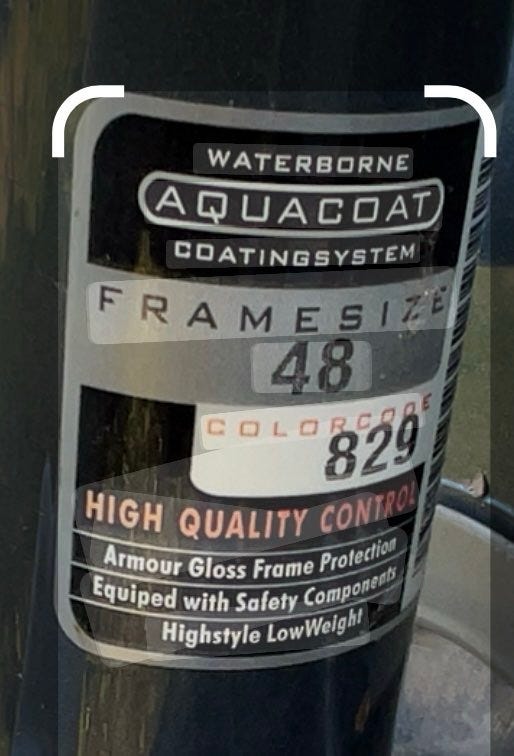 WATERBORNE
AQUACOAT
COATINGSYSTEM
FRAMESIZE
48
COLORCODE
829
HIGH QUALITY CONTROL
Armour Gloss Frame Protection
Equiped with Safety Components
Highstyle LowWeight